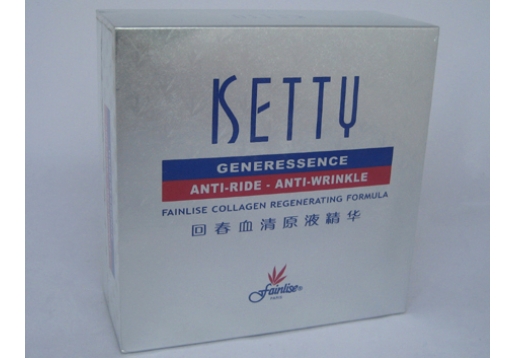 KETTY
GENERESSENCE
ANTI-RIDE - ANTI-WRINKLE
FAINLISE COLLAGEN REGENERATING FORMULA
回春血清原液精华
Fainlise®
PARIS